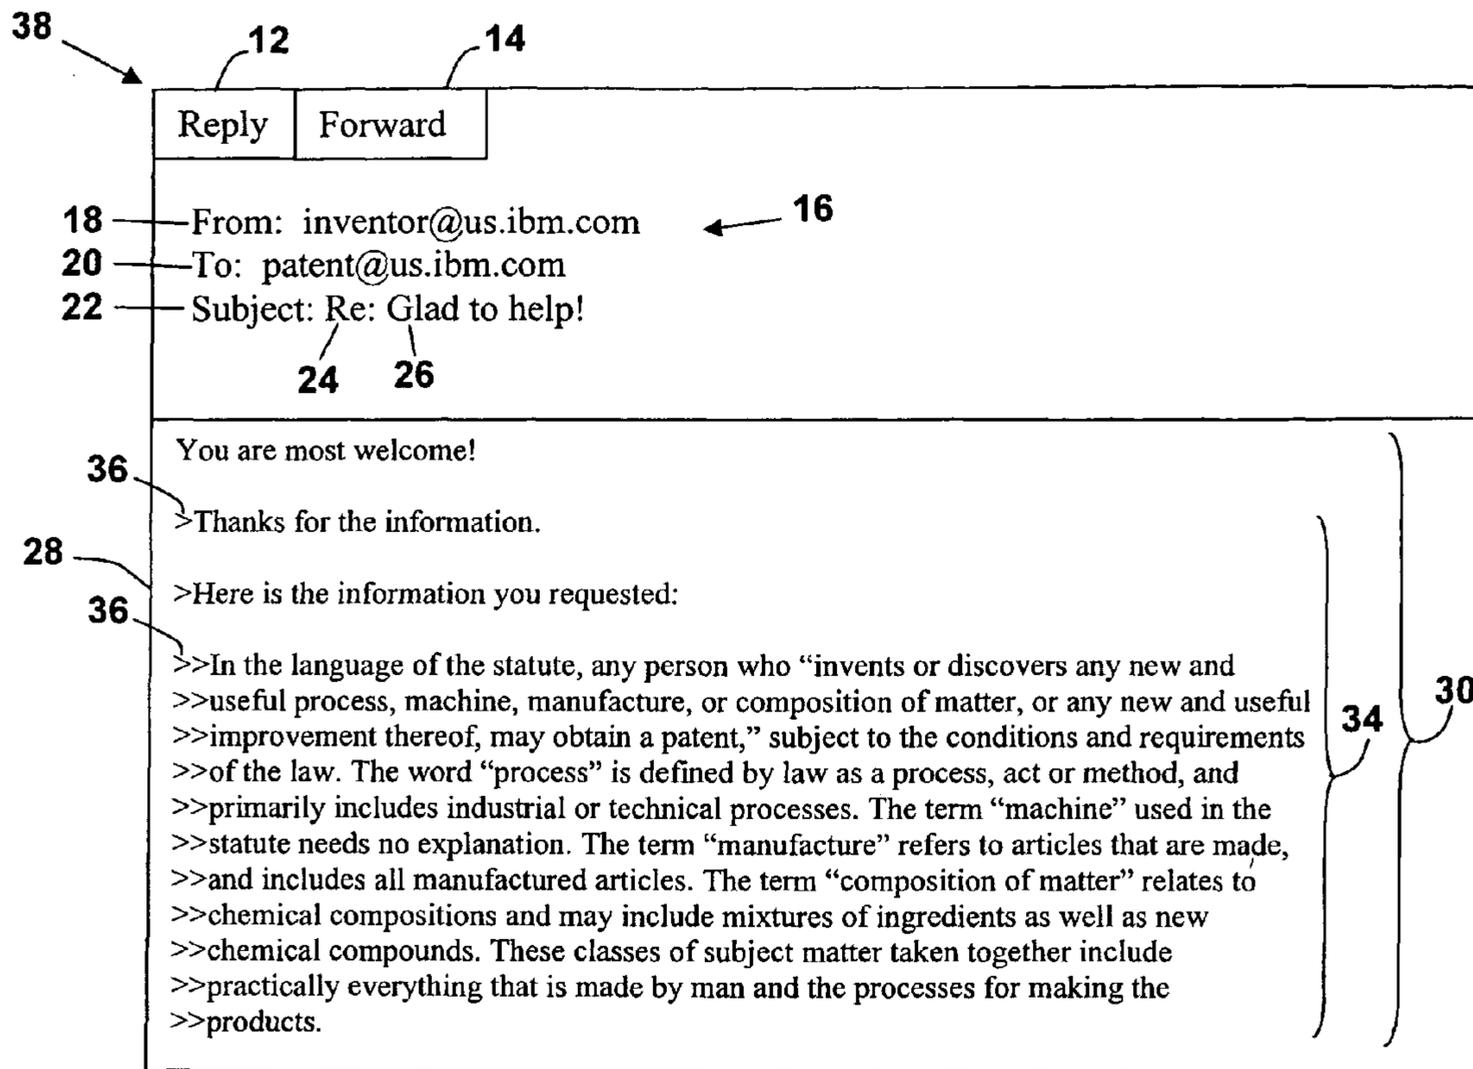 38
12
14
Reply Forward
18 From: inventor@us.ibm.com 16
20 To: patent@us.ibm.com
22 Subject: Re: Glad to help!
24 26
You are most welcome!
36
>Thanks for the information.
28
>Here is the information you requested:
36
>>In the language of the statute, any person who “invents or discovers any new and
>>useful process, machine, manufacture, or composition of matter, or any new and useful
>>improvement thereof, may obtain a patent,” subject to the conditions and requirements
>>of the law. The word “process” is defined by law as a process, act or method, and
>>primarily includes industrial or technical processes. The term “machine” used in the
>>statute needs no explanation. The term “manufacture” refers to articles that are made,
>>and includes all manufactured articles. The term “composition of matter” relates to
>>chemical compositions and may include mixtures of ingredients as well as new
>>chemical compounds. These classes of subject matter taken together include
>>practically everything that is made by man and the processes for making the
>>products.
34
30